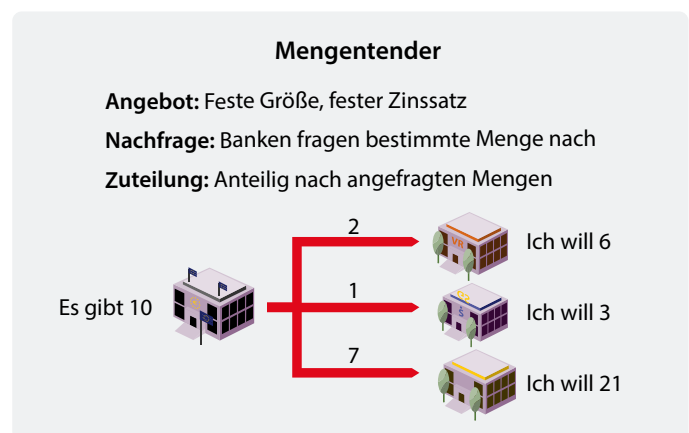 Mengentender
Angebot: Feste Größe, fester Zinssatz
Nachfrage: Banken fragen bestimmte Menge nach
Zuteilung: Anteilig nach angefragten Mengen
2
VR
Ich will 6
Es gibt 10
1
Ich will 3
7
Ich will 21